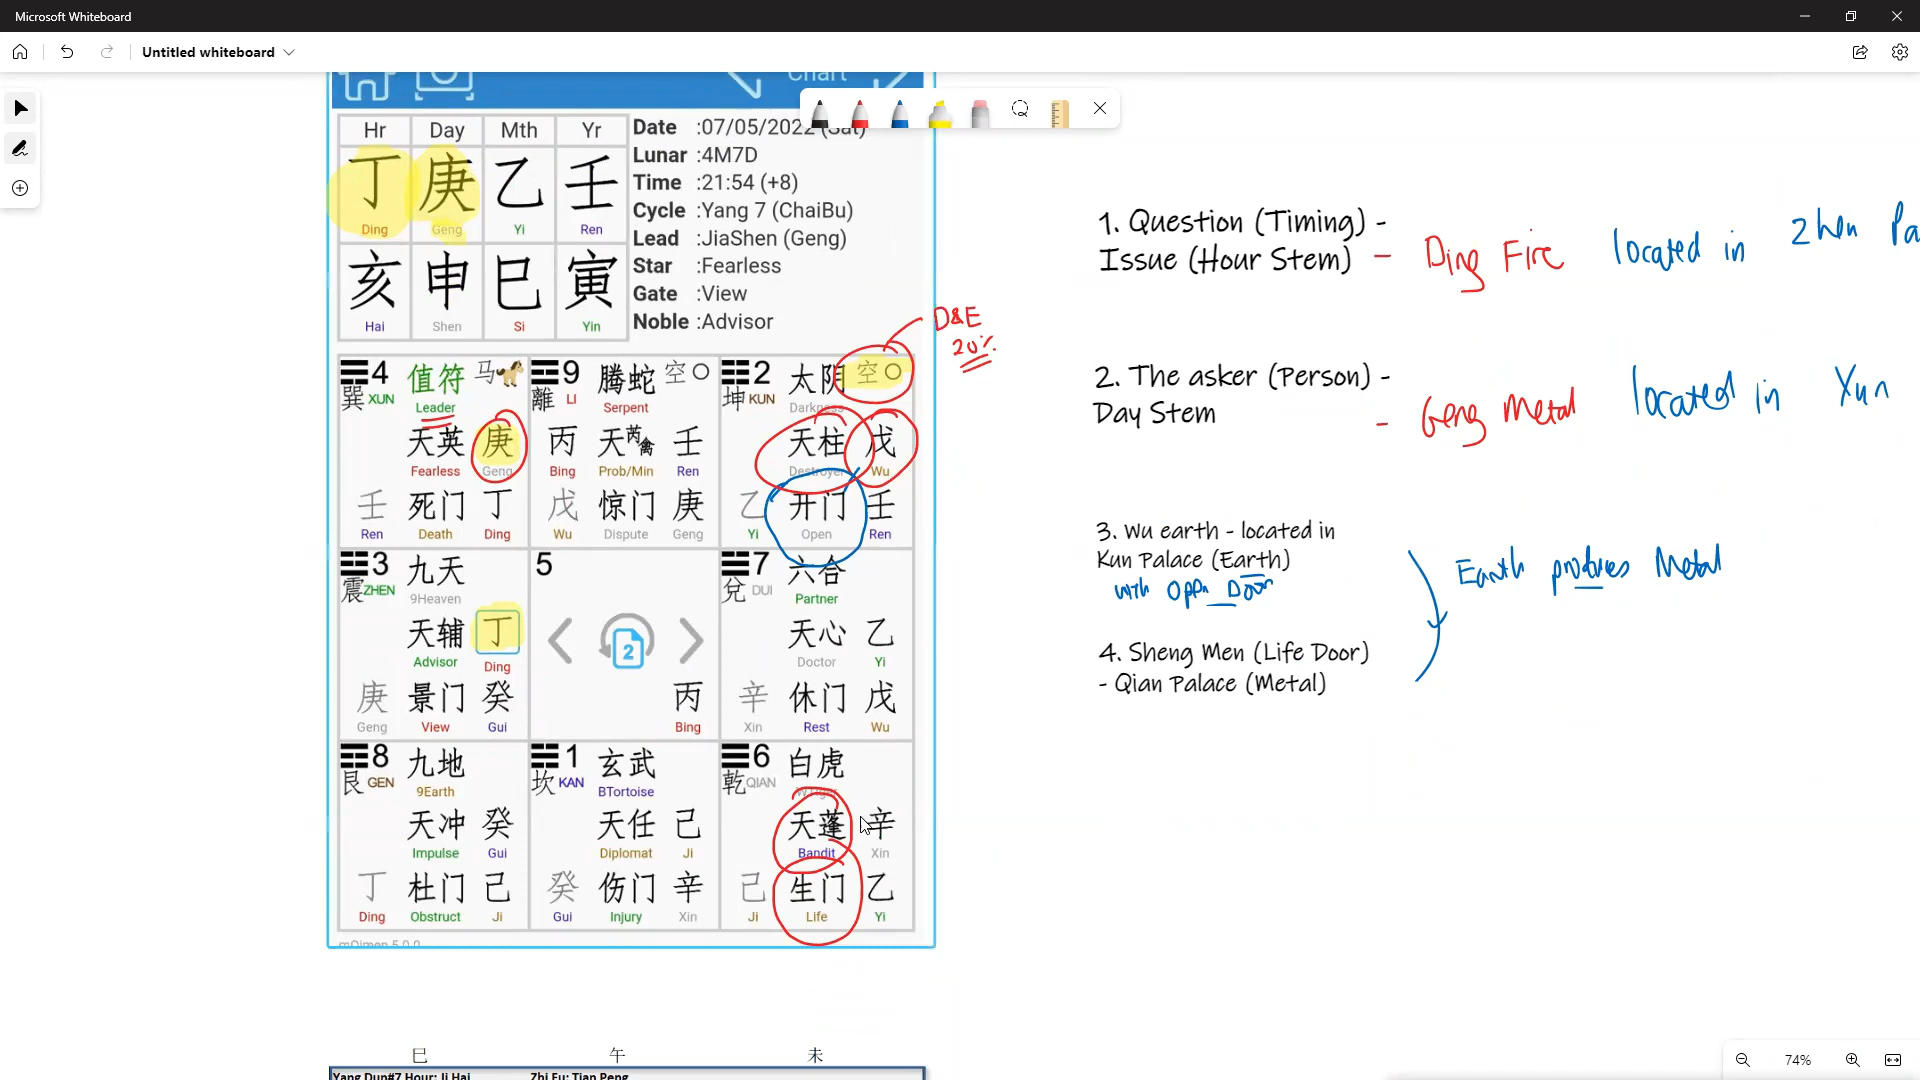 Microsoft Whiteboard
Untitled whiteboard
Chart
Hr Day Mth Yr
丁 庚 乙 壬
Ding Geng Yi Ren
亥 申 巳 寅
Hai Shen Si Yin
Date :07/05/2022 (Sat)
Lunar :4M7D
Time :21:54 (+8)
Cycle :Yang 7 (ChaiBu)
Lead :JiaShen (Geng)
Star :Fearless
Gate :View
Noble :Advisor
D&E
20%
4 值符 马
巽 XUN Leader
天英 庚
Fearless Geng
壬 死门 丁
Ren Death Ding
9 腾蛇 空
離 LI Serpent
丙 天芮禽 壬
Bing Prob/Min Ren
戊 惊门 庚
Wu Dispute Geng
2 太阴 空
坤 KUN Darkness
天柱 戊
Destroyer Wu
乙 开门 壬
Yi Open Ren
3 九天
震 ZHEN 9Heaven
天辅 丁
Advisor Ding
庚 景门 癸
Geng View Gui
5
2
丙
Bing
7 六合
兌 DUI Partner
天心 乙
Doctor Yi
辛 休门 戊
Xin Rest Wu
8 九地
艮 GEN 9Earth
天冲 癸
Impulse Gui
丁 杜门 己
Ding Obstruct Ji
1 玄武
坎 KAN BTortoise
天任 己
Diplomat Ji
癸 伤门 辛
Gui Injury Xin
6 白虎
乾 QIAN WTiger
天蓬 辛
Bandit Xin
己 生门 乙
Ji Life Yi
mQimen 5.0.0
1. Question (Timing) -
Issue (Hour Stem) - Ding Fire located in Zhen Pa
2. The asker (Person) -
Day Stem - Geng Metal located in Xun
3. Wu earth - located in
Kun Palace (Earth)
with Open Door
Earth produces Metal
4. Sheng Men (Life Door)
- Qian Palace (Metal)
巳 午 未
Yang Dun#7 Hour: Ji Hai Zhi Fu: Tian Peng
74%